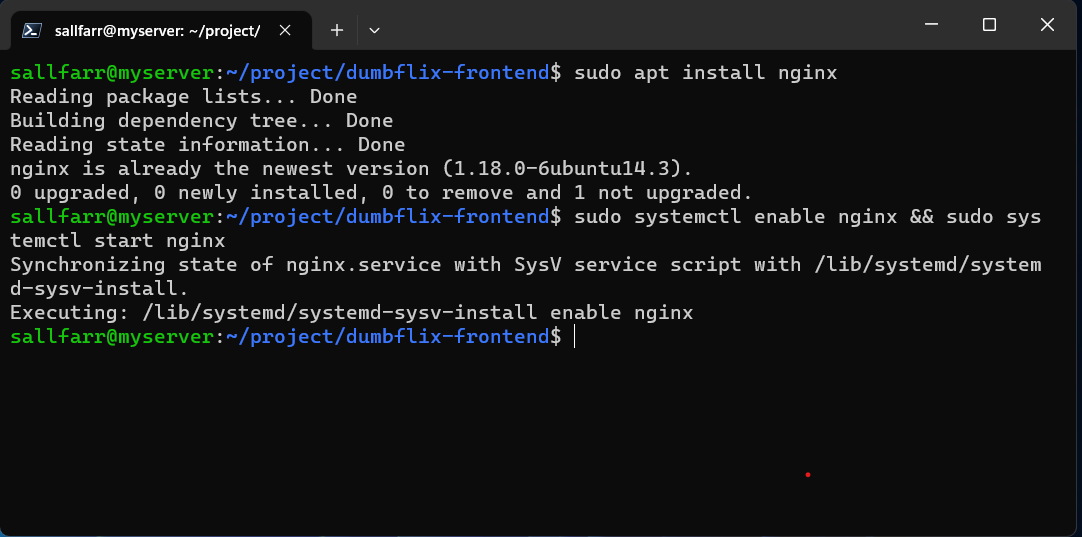 sallfarr@myserver: ~/project/
sallfarr@myserver:~/project/dumbflix-frontend$ sudo apt install nginx
Reading package lists... Done
Building dependency tree... Done
Reading state information... Done
nginx is already the newest version (1.18.0-6ubuntu14.3).
0 upgraded, 0 newly installed, 0 to remove and 1 not upgraded.
sallfarr@myserver:~/project/dumbflix-frontend$ sudo systemctl enable nginx && sudo sys
temctl start nginx
Synchronizing state of nginx.service with SysV service script with /lib/systemd/system
d-sysv-install.
Executing: /lib/systemd/systemd-sysv-install enable nginx
sallfarr@myserver:~/project/dumbflix-frontend$